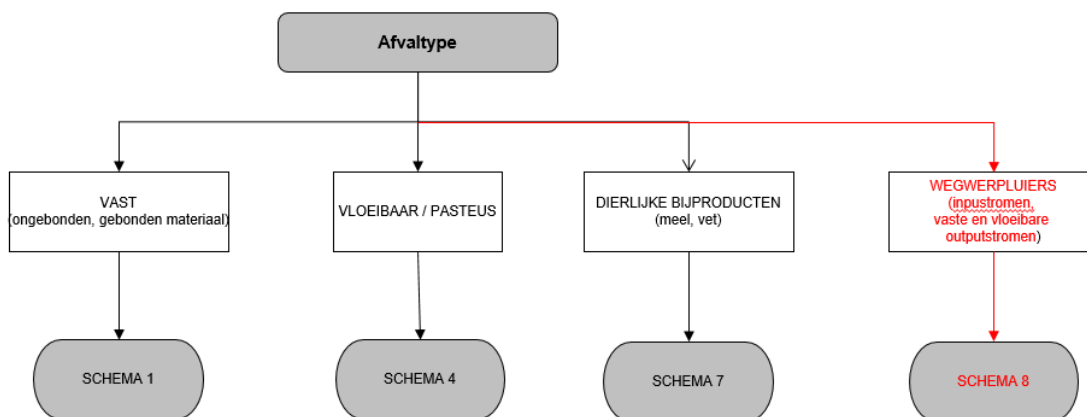 Afvaltype
VAST
(ongebonden, gebonden materiaal)
VLOEIBAAR / PASTEUS
DIERLIJKE BIJPRODUCTEN
(meel, vet)
WEGWERPLUIERS
(inpustromen,
vaste en vloeibare
outputstromen)
SCHEMA 1
SCHEMA 4
SCHEMA 7
SCHEMA 8